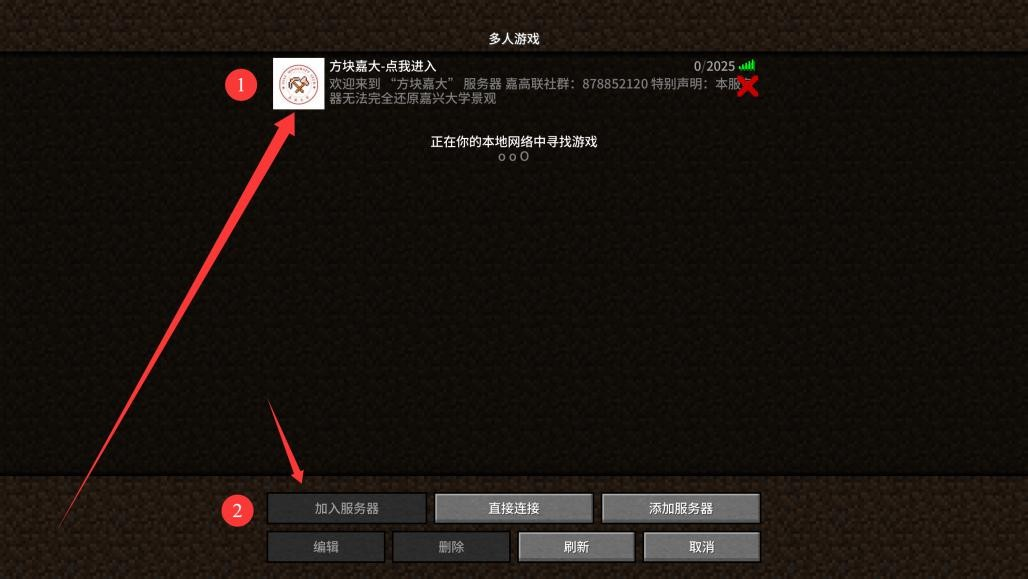 多人游戏
1
方块嘉大-点我进入
0/2025
欢迎来到 “方块嘉大” 服务器 嘉高联社群：878852120 特别声明：本服
器无法完全还原嘉兴大学景观
正在你的本地网络中寻找游戏
o o O
2
加入服务器
直接连接
添加服务器
编辑
删除
刷新
取消